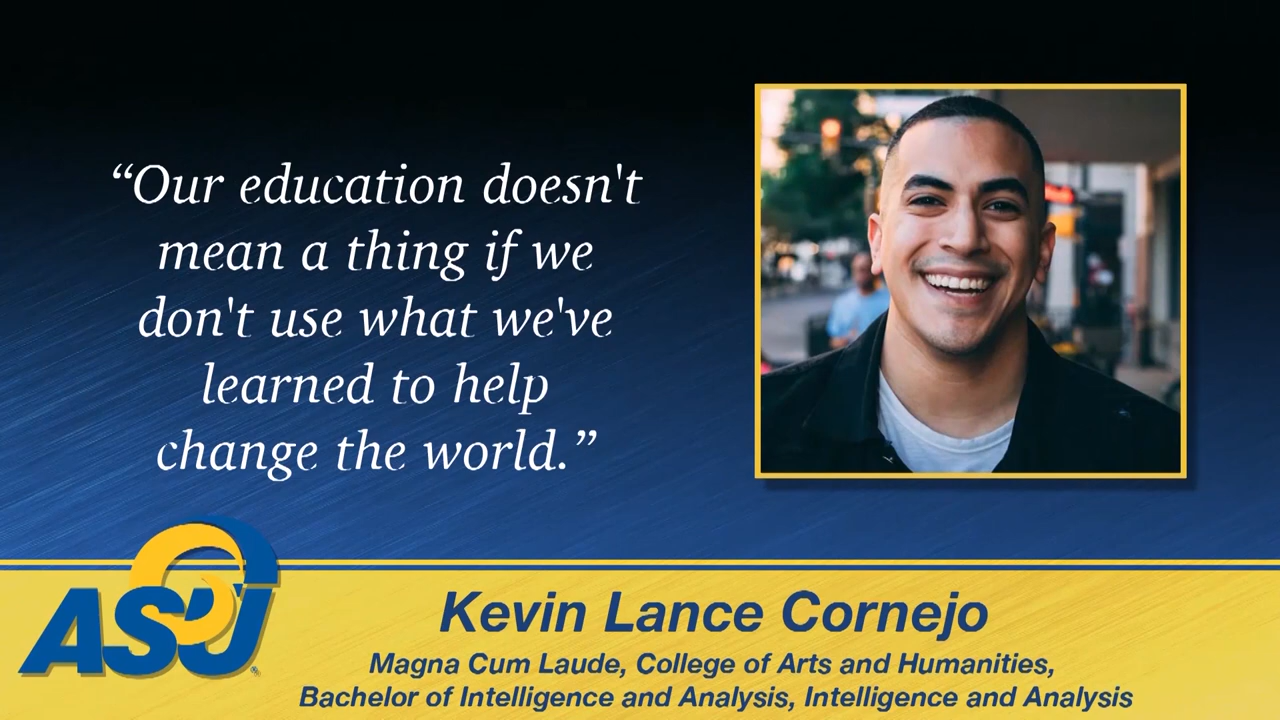 “Our education doesn't
mean a thing if we
don't use what we've
learned to help
change the world.”
ASU
Kevin Lance Cornejo
Magna Cum Laude, College of Arts and Humanities,
Bachelor of Intelligence and Analysis, Intelligence and Analysis